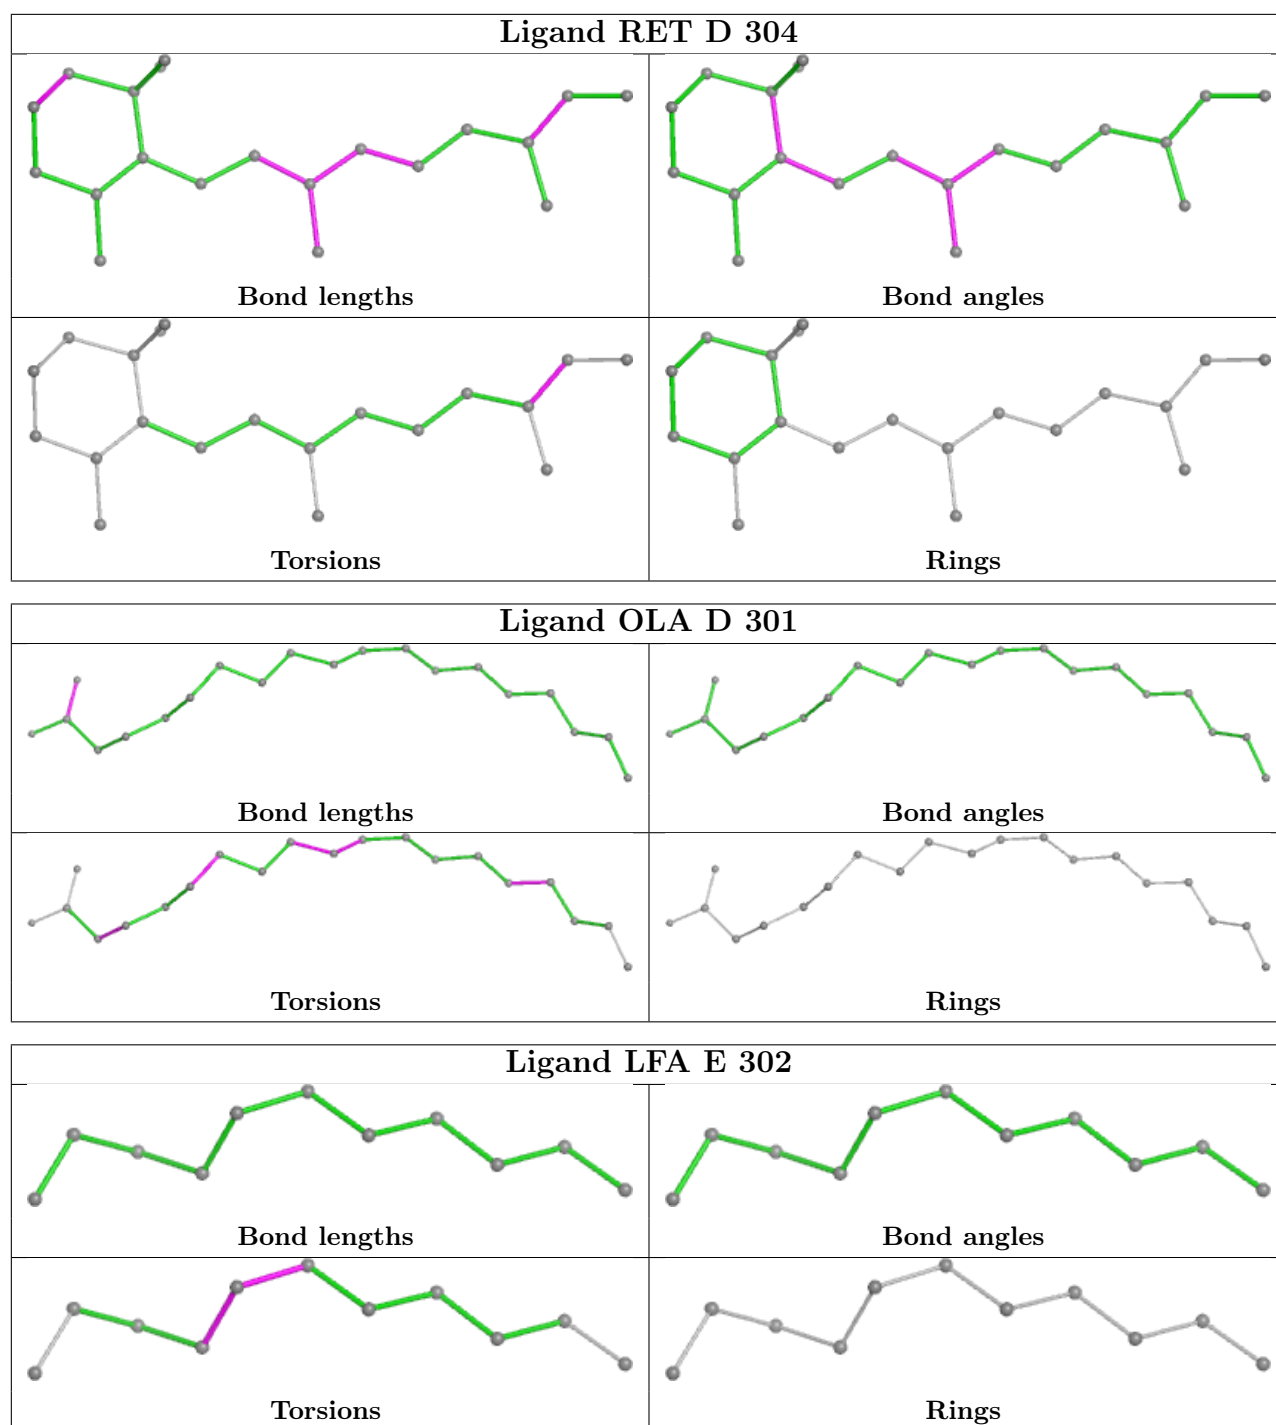 Ligand RET D 304
Bond lengths
Bond angles
Torsions
Rings
Ligand OLA D 301
Bond lengths
Bond angles
Torsions
Rings
Ligand LFA E 302
Bond lengths
Bond angles
Torsions
Rings